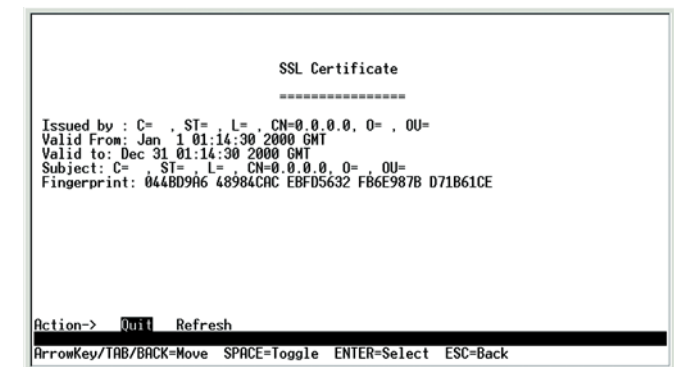 SSL Certificate
================
Issued by : C= , ST= , L= , CN=0.0.0.0, O= , OU=
Valid From: Jan 1 01:14:30 2000 GMT
Valid to: Dec 31 01:14:30 2000 GMT
Subject: C= , ST= , L= , CN=0.0.0.0, O= , OU=
Fingerprint: 044BD9A6 48984CAC EBFD5632 FB6E987B D71B61CE
Action-> Quit Refresh
ArrowKey/TAB/BACK=Move SPACE=Toggle ENTER=Select ESC=Back